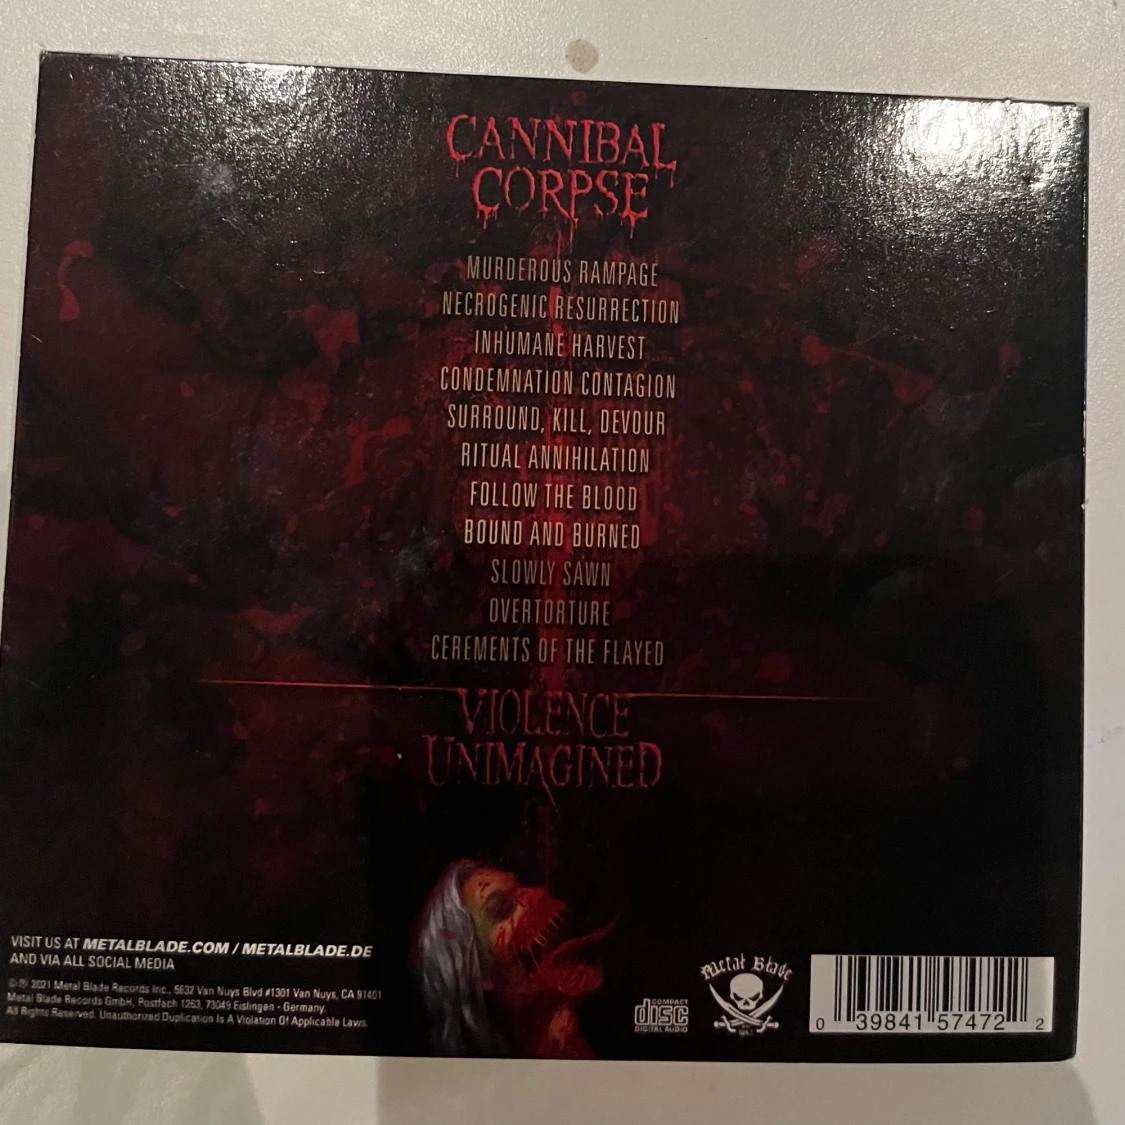 CANNIBAL
CORPSE
MURDEROUS RAMPAGE
NECROGENIC RESURRECTION
INHUMANE HARVEST
CONDEMNATION CONTAGION
SURROUND, KILL, DEVOUR
RITUAL ANNIHILATION
FOLLOW THE BLOOD
BOUND AND BURNED
SLOWLY SAWN
OVERTORTURE
CEREMENTS OF THE FLAYED
VIOLENCE
UNIMAGINED
VISIT US AT METALBLADE.COM / METALBLADE.DE
AND VIA ALL SOCIAL MEDIA
©℗ 2021 Metal Blade Records Inc., 5632 Van Nuys Blvd #1301 Van Nuys, CA 91401
Metal Blade Records GmbH, Postfach 1263, 73049 Eislingen - Germany.
All Rights Reserved. Unauthorized Duplication Is A Violation Of Applicable Laws.
COMPACT
disc
DIGITAL AUDIO
Metal Blade
0 39841 57472 2